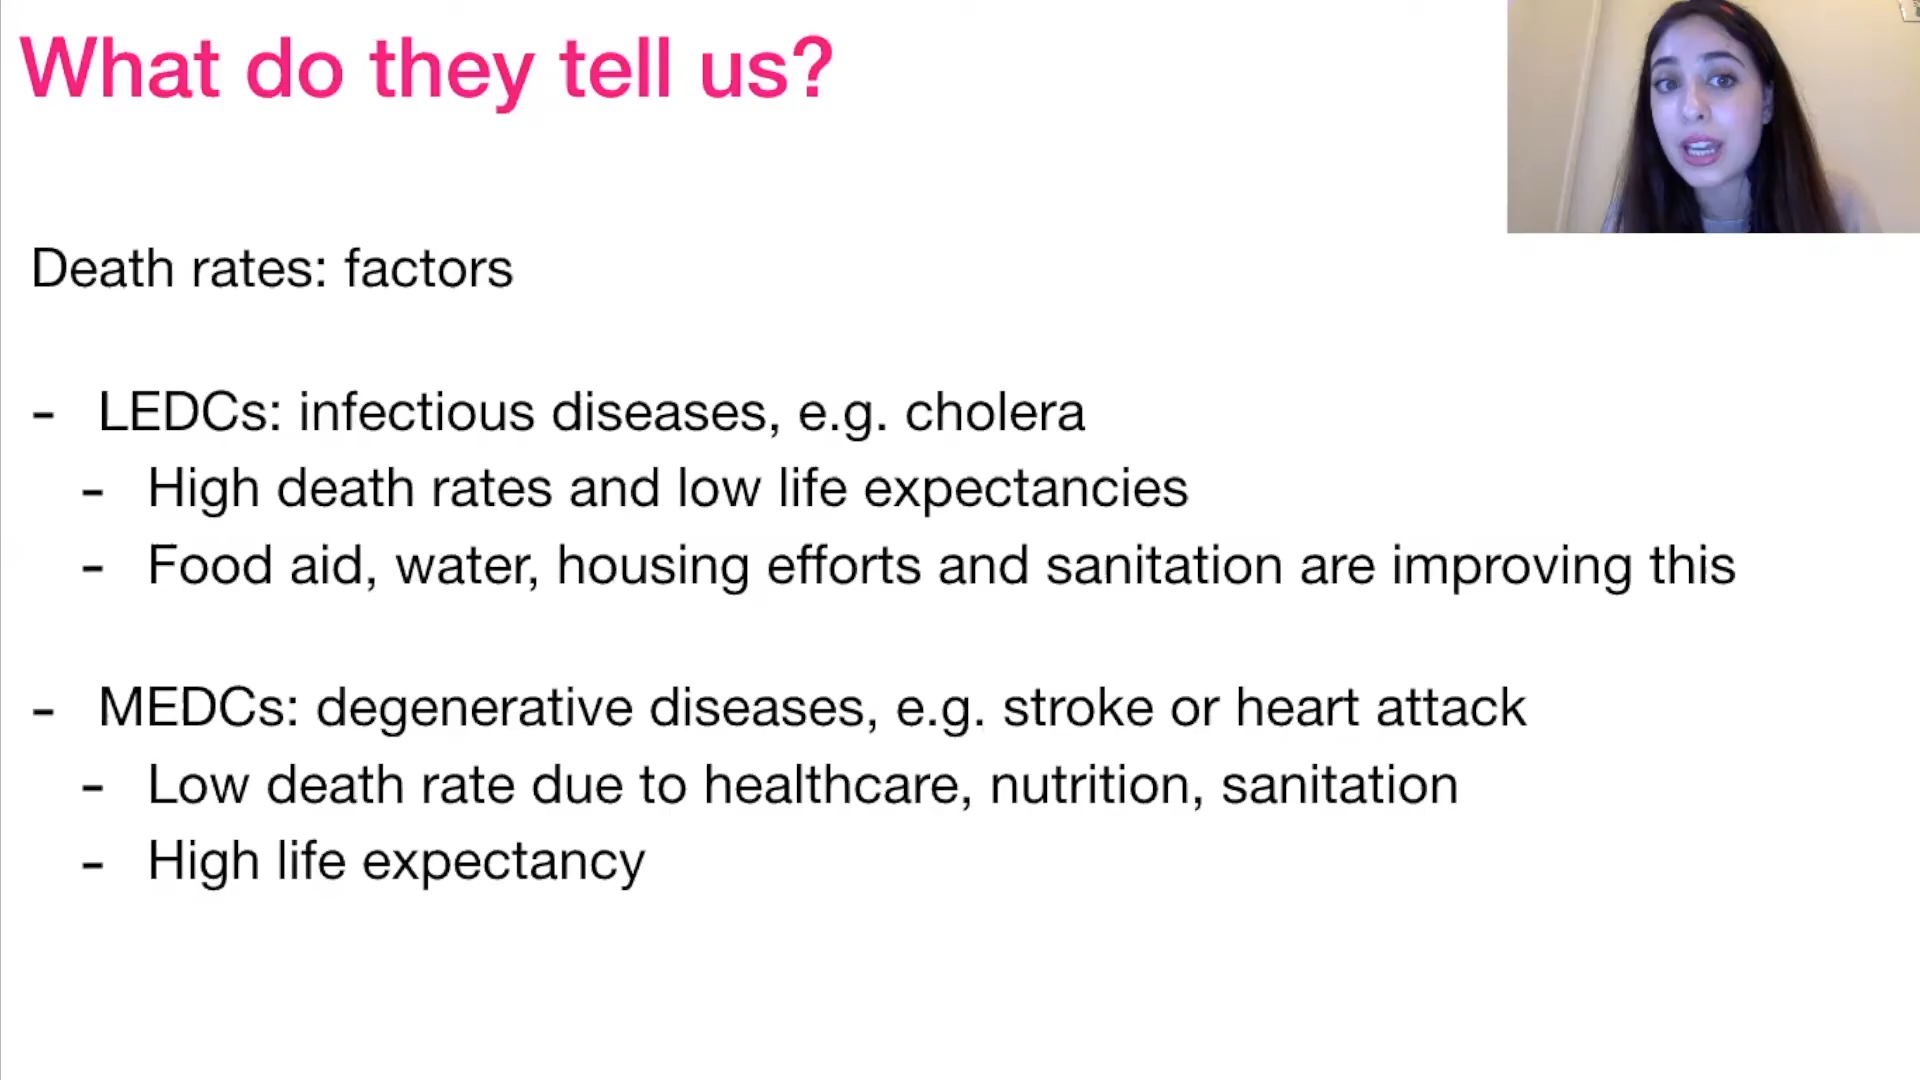 What do they tell us?
Death rates: factors
- LEDCs: infectious diseases, e.g. cholera
- High death rates and low life expectancies
- Food aid, water, housing efforts and sanitation are improving this
- MEDCs: degenerative diseases, e.g. stroke or heart attack
- Low death rate due to healthcare, nutrition, sanitation
- High life expectancy